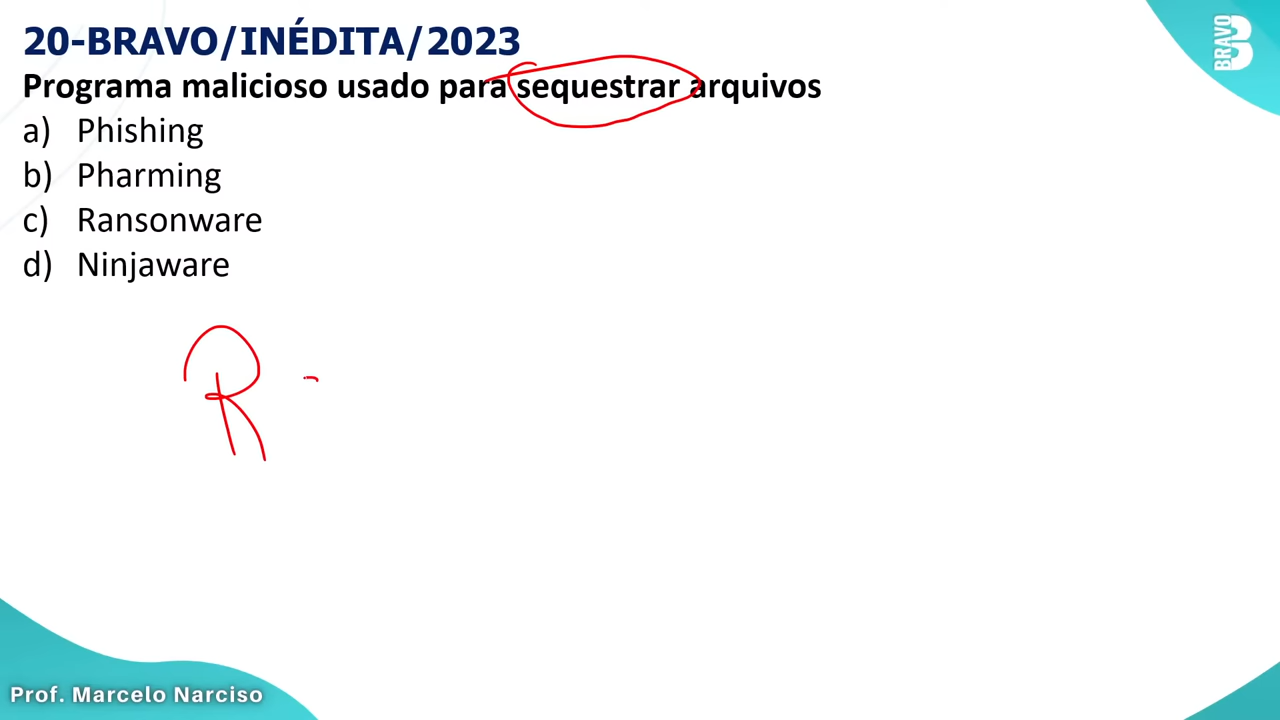 20-BRAVO/INÉDITA/2023
BRAVO
Programa malicioso usado para sequestrar arquivos
a) Phishing
b) Pharming
c) Ransonware
d) Ninjaware
R
Prof. Marcelo Narciso